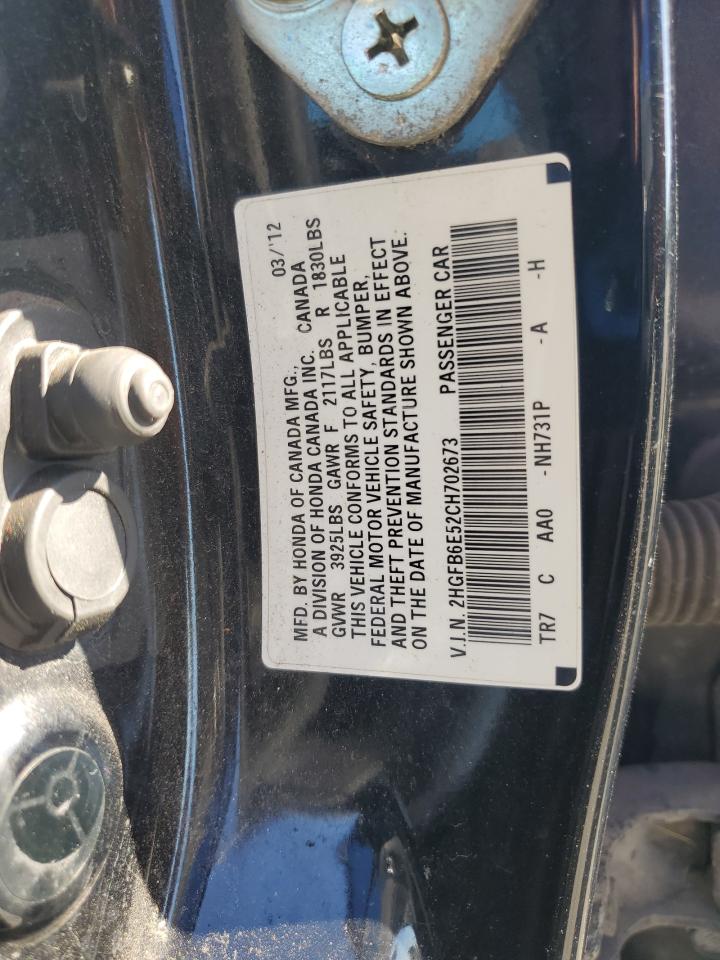 03/'12
MFD. BY HONDA OF CANADA MFG.,
A DIVISION OF HONDA CANADA INC. CANADA
GVWR 3925LBS GAWR F 2117LBS R 1830LBS
THIS VEHICLE CONFORMS TO ALL APPLICABLE
FEDERAL MOTOR VEHICLE SAFETY, BUMPER,
AND THEFT PREVENTION STANDARDS IN EFFECT
ON THE DATE OF MANUFACTURE SHOWN ABOVE.
V.I.N. 2HGFB6E52CH702673 PASSENGER CAR
TR7 C AA0 -NH731P -A -H